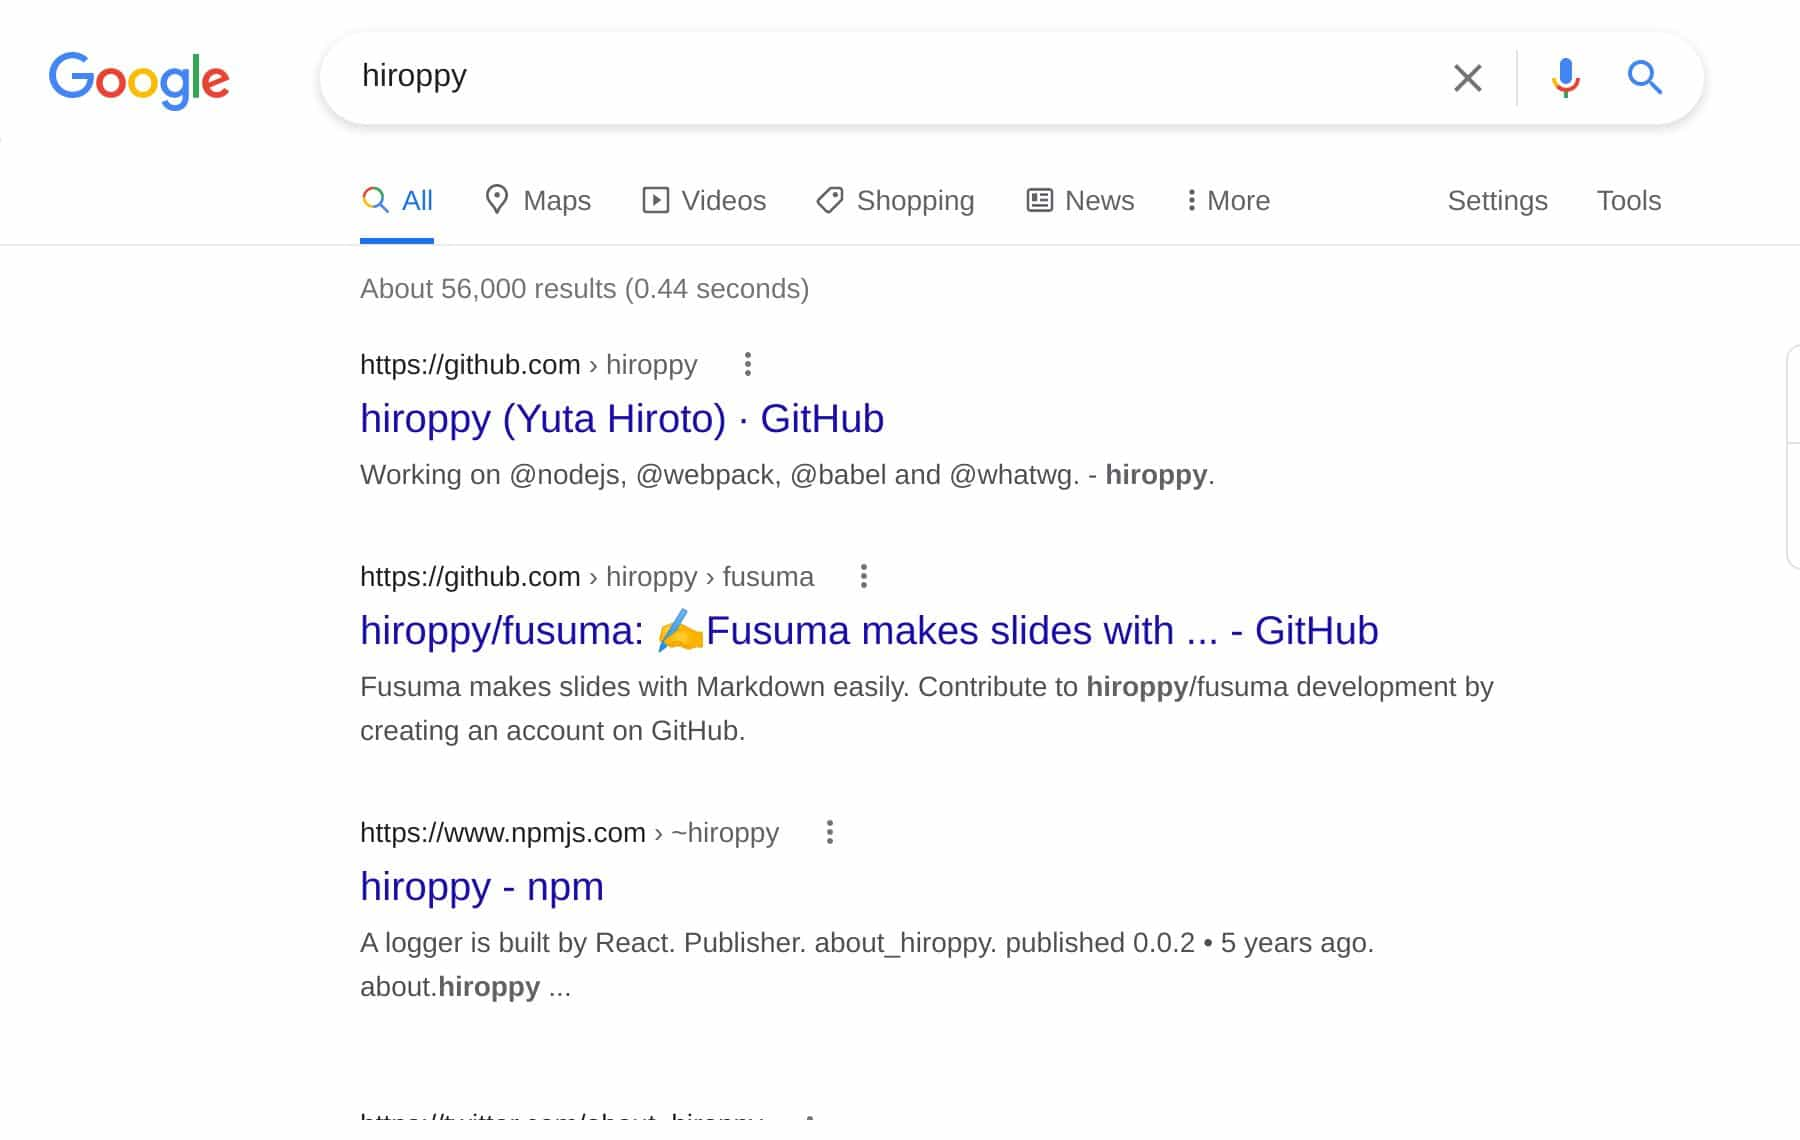 Google
hiroppy
All Maps Videos Shopping News More Settings Tools
About 56,000 results (0.44 seconds)
https://github.com › hiroppy
hiroppy (Yuta Hiroto) · GitHub
Working on @nodejs, @webpack, @babel and @whatwg. - hiroppy.
https://github.com › hiroppy › fusuma
hiroppy/fusuma: ✍️Fusuma makes slides with ... - GitHub
Fusuma makes slides with Markdown easily. Contribute to hiroppy/fusuma development by
creating an account on GitHub.
https://www.npmjs.com › ~hiroppy
hiroppy - npm
A logger is built by React. Publisher. about_hiroppy. published 0.0.2 • 5 years ago.
about.hiroppy ...
https://twitter.com/about_hiroppy